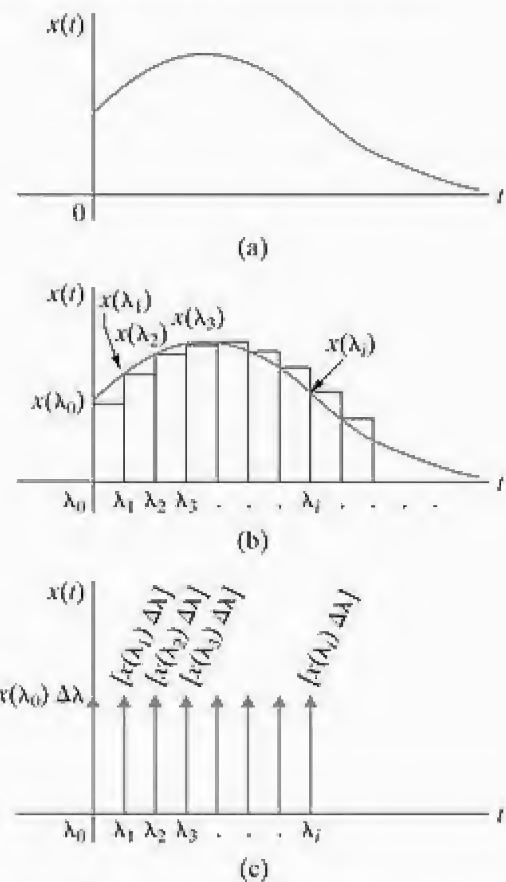 x(t)
t
0
(a)
x(t)
x(λ₁)
x(λ₂) x(λ₃)
x(λᵢ)
x(λ₀)
λ₀ λ₁ λ₂ λ₃ . . . λᵢ . . . .
t
(b)
x(t)
[x(λ₁) Δλ] [x(λ₂) Δλ] [x(λ₃) Δλ] [x(λᵢ) Δλ]
x(λ₀) Δλ
λ₀ λ₁ λ₂ λ₃ . . . λᵢ
t
(c)